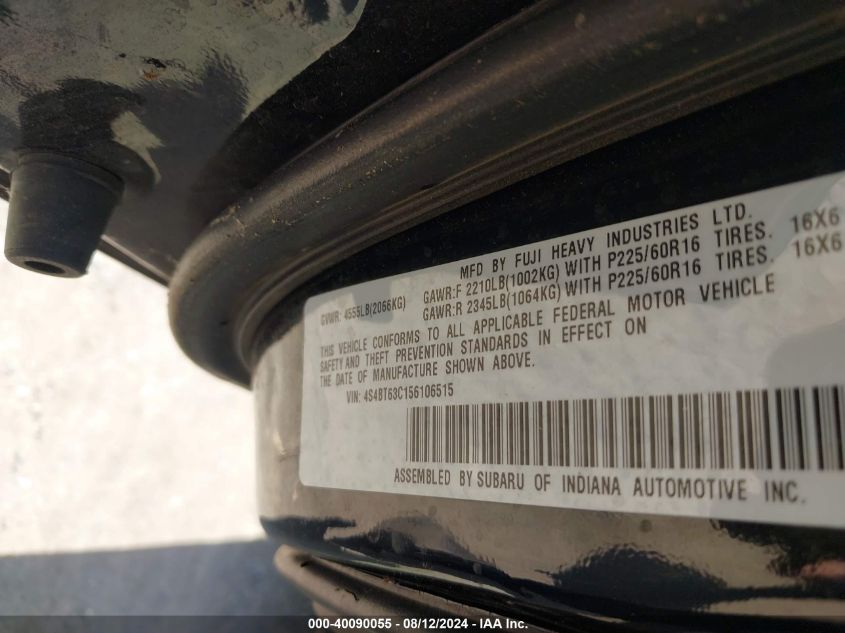 MFD BY FUJI HEAVY INDUSTRIES LTD.
GVWR: 4555LB(2066KG) GAWR:F 2210LB(1002KG) WITH P225/60R16 TIRES. 16X6
GAWR:R 2345LB(1064KG) WITH P225/60R16 TIRES. 16X6
THIS VEHICLE CONFORMS TO ALL APPLICABLE FEDERAL MOTOR VEHICLE
SAFETY AND THEFT PREVENTION STANDARDS IN EFFECT ON
THE DATE OF MANUFACTURE SHOWN ABOVE.
VIN: 4S4BT63C156106515
ASSEMBLED BY SUBARU OF INDIANA AUTOMOTIVE INC.
000-40090055 - 08/12/2024 - IAA Inc.